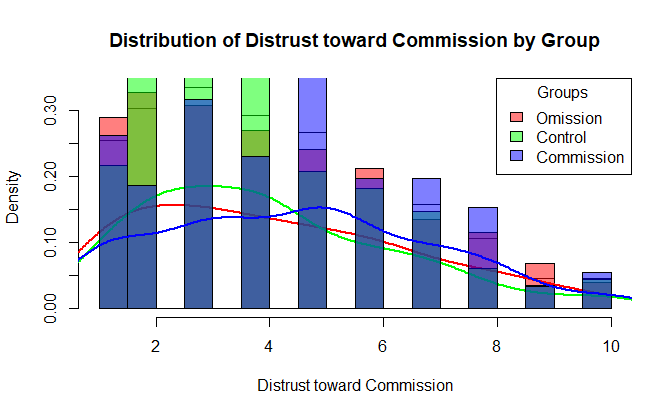 Distribution of Distrust toward Commission by Group
Groups
Omission
Control
Commission
Density
0.30
0.20
0.10
0.00
2 4 6 8 10
Distrust toward Commission